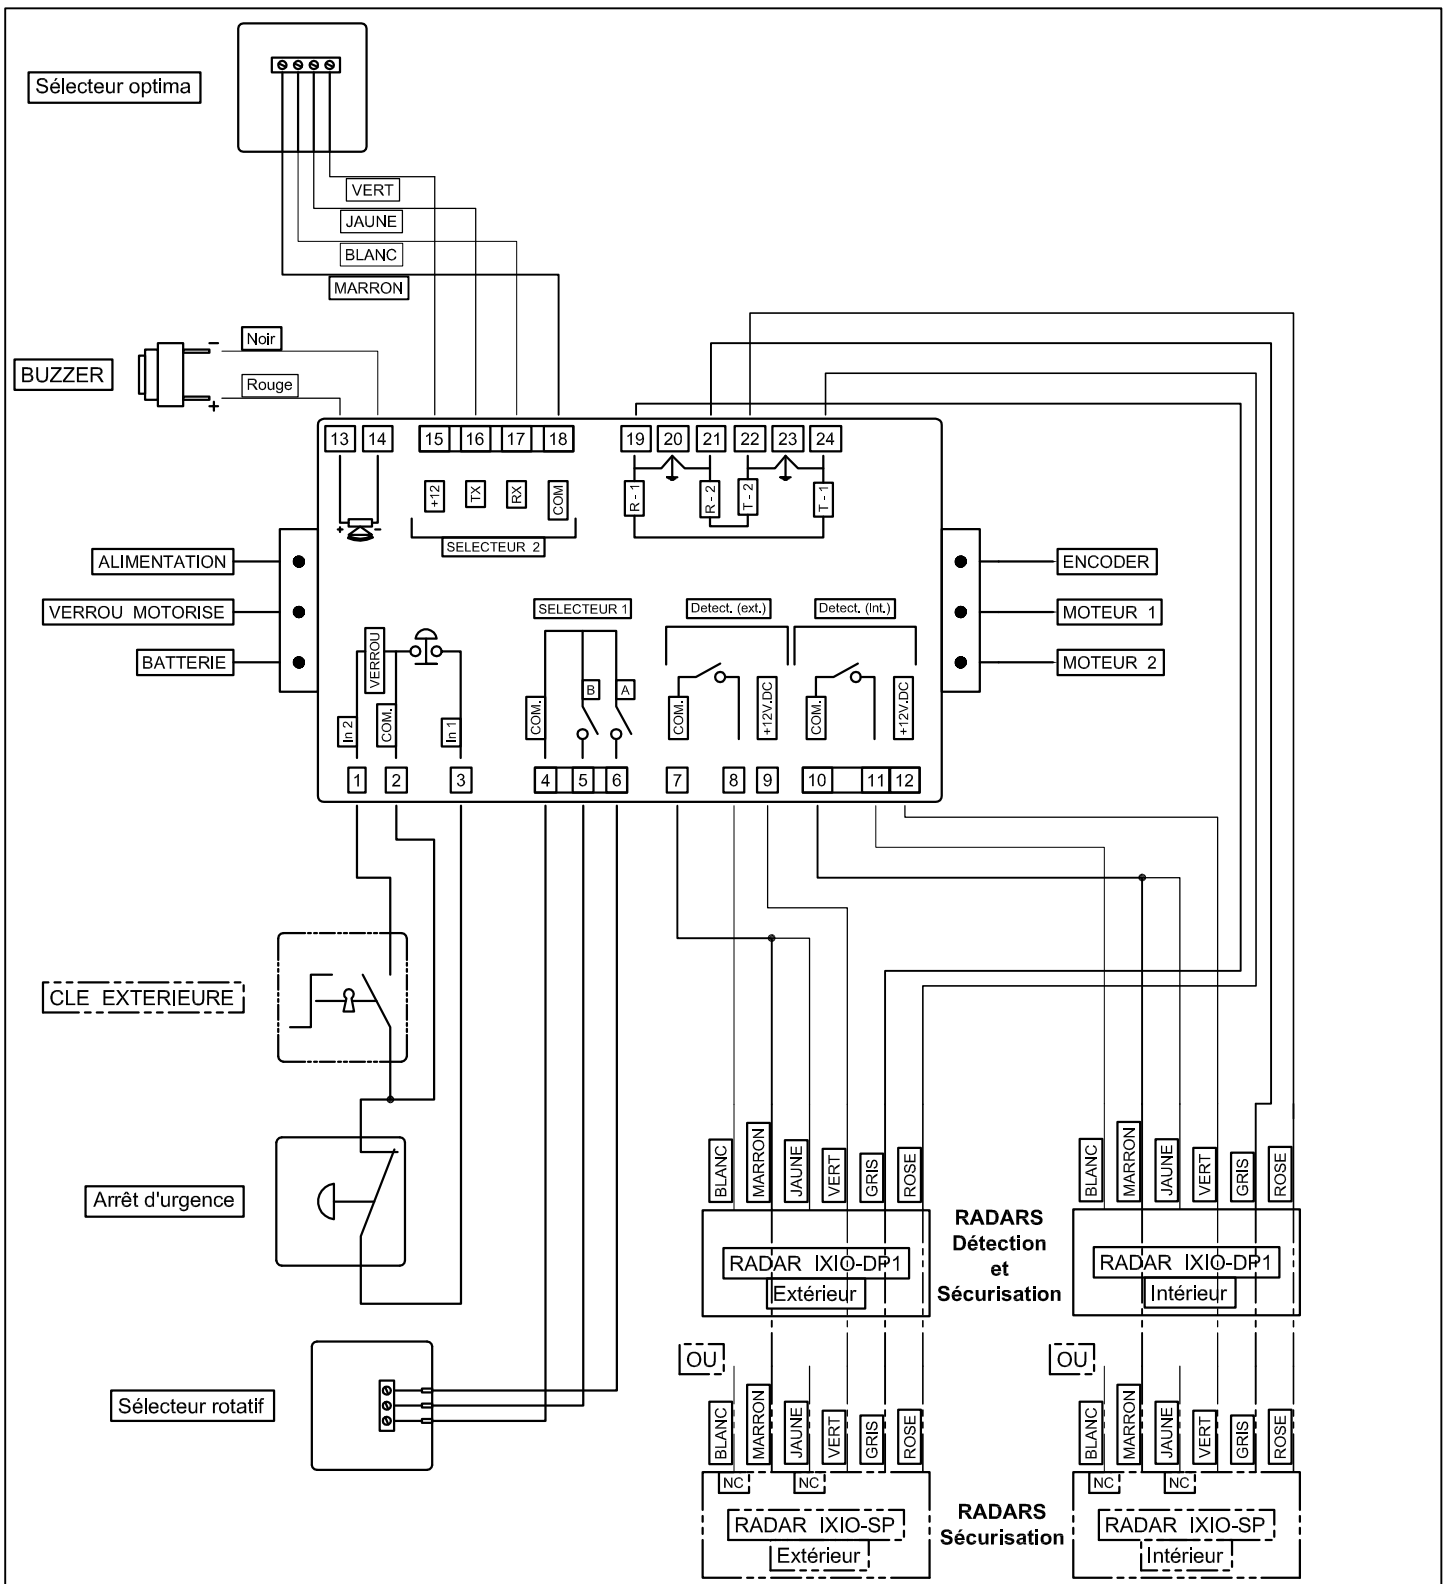 Sélecteur optima
VERT
JAUNE
BLANC
MARRON
BUZZER
Noir
Rouge
-
+
13 14 15 16 17 18 19 20 21 22 23 24
+12 TX RX COM
SELECTEUR 2
R - 1 R - 2 T - 2 T - 1
+ -
ALIMENTATION
VERROU MOTORISE
BATTERIE
ENCODER
MOTEUR 1
MOTEUR 2
SELECTEUR 1
Detect. (ext.)
Detect. (Int.)
VERROU
In 2
COM.
In 1
COM.
B
A
COM.
+12V.DC
COM.
+12V.DC
1 2 3 4 5 6 7 8 9 10 11 12
CLE EXTERIEURE
Arrêt d'urgence
Sélecteur rotatif
BLANC MARRON JAUNE VERT GRIS ROSE
RADAR IXIO-DP1
Extérieur
RADARS
Détection
et
Sécurisation
BLANC MARRON JAUNE VERT GRIS ROSE
RADAR IXIO-DP1
Intérieur
OU
BLANC MARRON JAUNE VERT GRIS ROSE
NC NC
RADAR IXIO-SP
Extérieur
RADARS
Sécurisation
OU
BLANC MARRON JAUNE VERT GRIS ROSE
NC NC
RADAR IXIO-SP
Intérieur